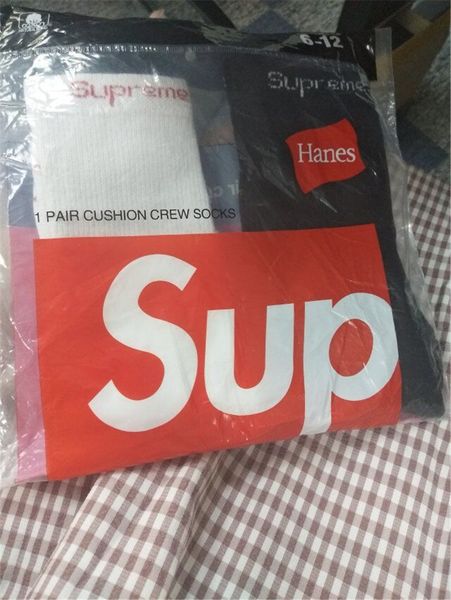 6-12
Supreme
Supreme
Hanes
1 PAIR CUSHION CREW SOCKS
Sup